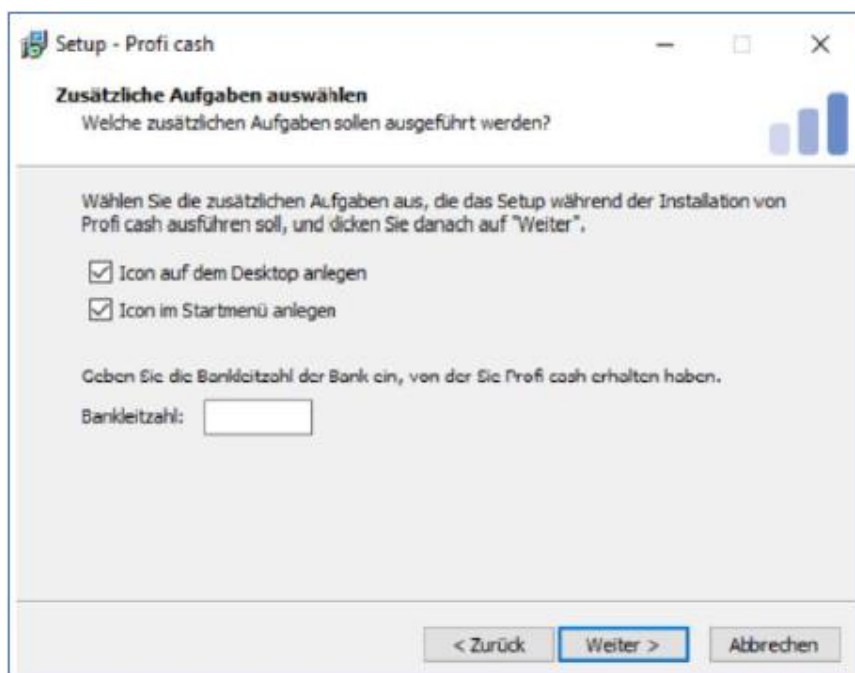 Setup - Profi cash
Zusätzliche Aufgaben auswählen
Welche zusätzlichen Aufgaben sollen ausgeführt werden?
Wählen Sie die zusätzlichen Aufgaben aus, die das Setup während der Installation von
Profi cash ausführen soll, und klicken Sie danach auf "Weiter".
Icon auf dem Desktop anlegen
Icon im Startmenü anlegen
Geben Sie die Bankleitzahl der Bank ein, von der Sie Profi cash erhalten haben.
Bankleitzahl:
< Zurück
Weiter >
Abbrechen